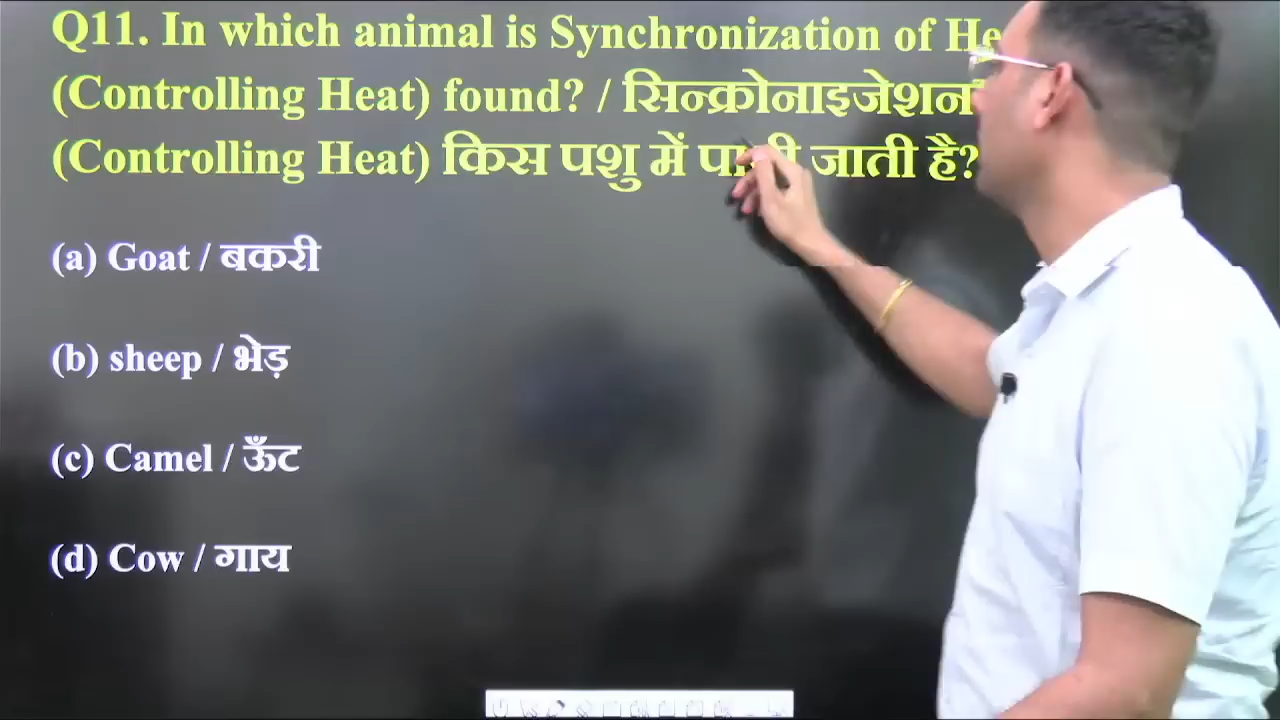 Q11. In which animal is Synchronization of
(Controlling Heat) found? / सिन्क्रोनाइजेशन
(Controlling Heat) किस पशु में जाती है?
(a) Goat / बकरी
(b) sheep / भेड़
(c) Camel / ऊँट
(d) Cow / गाय